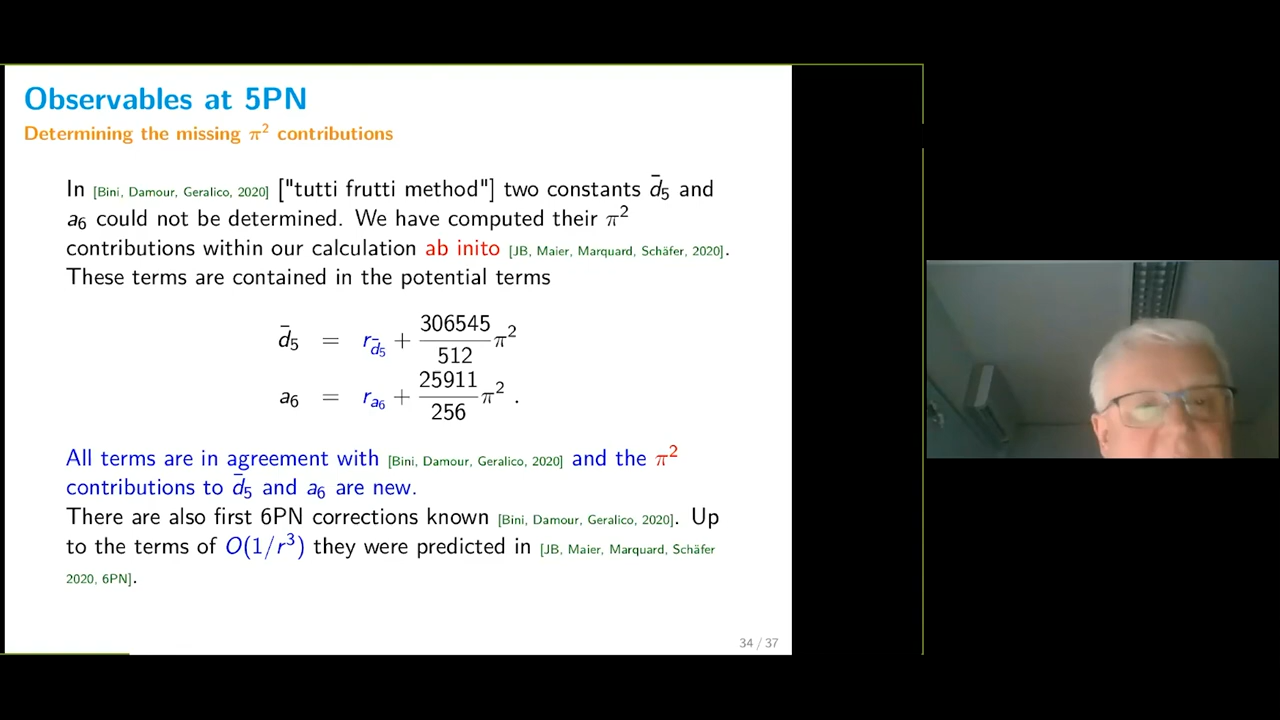 Observables at 5PN
Determining the missing π² contributions
In [Bini, Damour, Geralico, 2020] ["tutti frutti method"] two constants d̄₅ and
a₆ could not be determined. We have computed their π²
contributions within our calculation ab inito [JB, Maier, Marquard, Schäfer, 2020].
These terms are contained in the potential terms
d̄₅ = r_d̄₅ + 306545/512 π²
a₆ = r_a₆ + 25911/256 π² .
All terms are in agreement with [Bini, Damour, Geralico, 2020] and the π²
contributions to d̄₅ and a₆ are new.
There are also first 6PN corrections known [Bini, Damour, Geralico, 2020]. Up
to the terms of O(1/r³) they were predicted in [JB, Maier, Marquard, Schäfer
2020, 6PN].
34 / 37